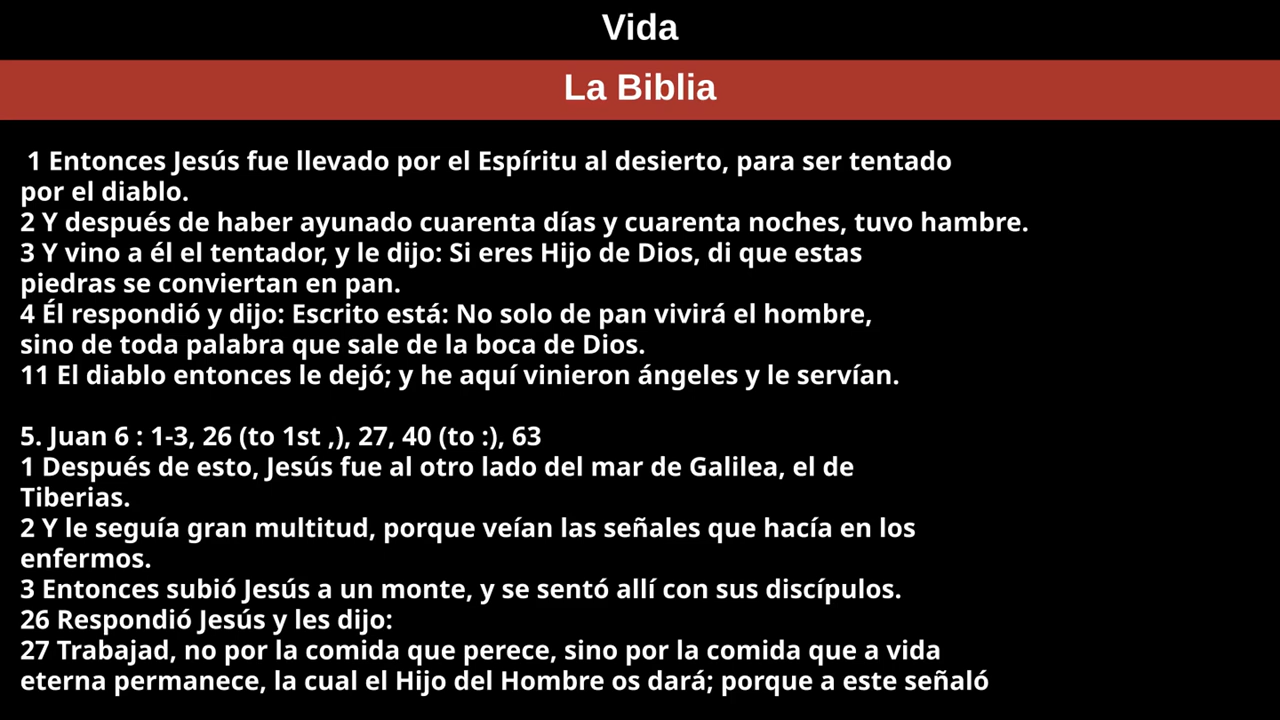 Vida
La Biblia
1 Entonces Jesús fue llevado por el Espíritu al desierto, para ser tentado
por el diablo.
2 Y después de haber ayunado cuarenta días y cuarenta noches, tuvo hambre.
3 Y vino a él el tentador, y le dijo: Si eres Hijo de Dios, di que estas
piedras se conviertan en pan.
4 Él respondió y dijo: Escrito está: No solo de pan vivirá el hombre,
sino de toda palabra que sale de la boca de Dios.
11 El diablo entonces le dejó; y he aquí vinieron ángeles y le servían.
5. Juan 6 : 1-3, 26 (to 1st ,), 27, 40 (to :), 63
1 Después de esto, Jesús fue al otro lado del mar de Galilea, el de
Tiberias.
2 Y le seguía gran multitud, porque veían las señales que hacía en los
enfermos.
3 Entonces subió Jesús a un monte, y se sentó allí con sus discípulos.
26 Respondió Jesús y les dijo:
27 Trabajad, no por la comida que perece, sino por la comida que a vida
eterna permanece, la cual el Hijo del Hombre os dará; porque a este señaló